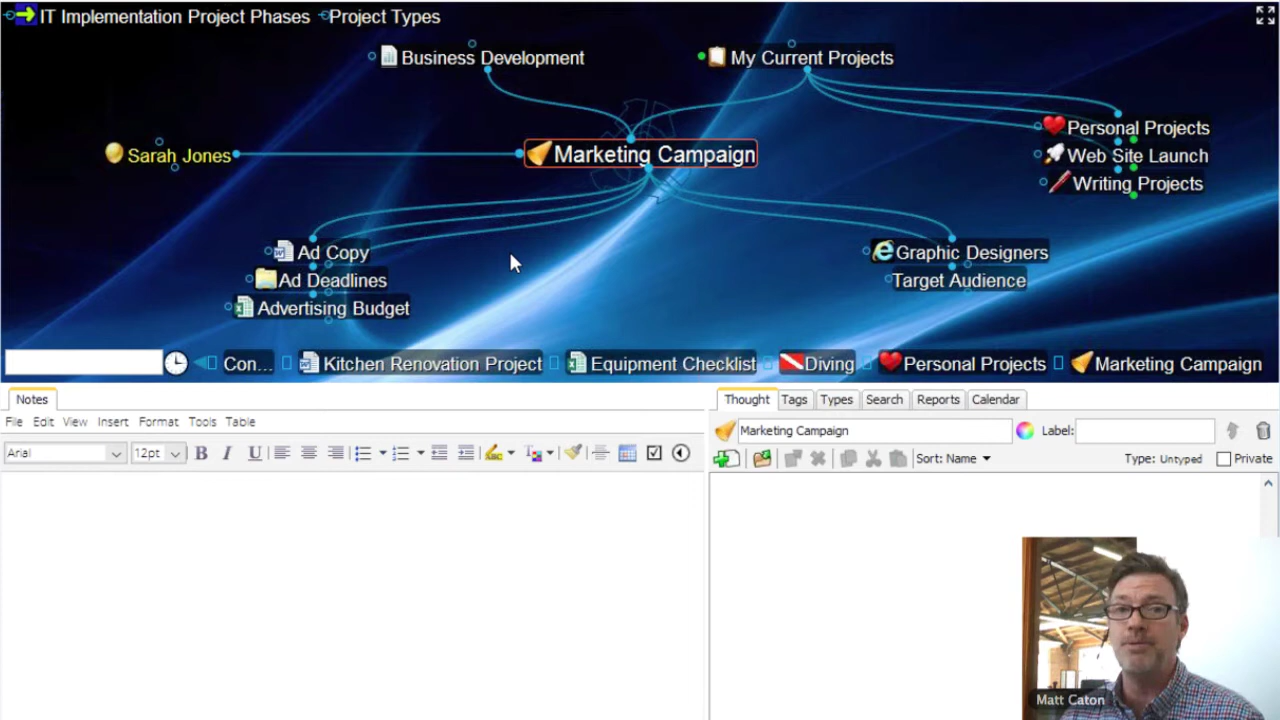 IT Implementation Project Phases Project Types
Business Development My Current Projects
Personal Projects
Sarah Jones Marketing Campaign Web Site Launch
Writing Projects
Ad Copy Graphic Designers
Ad Deadlines Target Audience
Advertising Budget
Con... Kitchen Renovation Project Equipment Checklist Diving Personal Projects Marketing Campaign
Notes
File Edit View Insert Format Tools Table
Arial 12pt B I U
Thought Tags Types Search Reports Calendar
Marketing Campaign Label:
Sort: Name Type: Untyped Private
Matt Caton